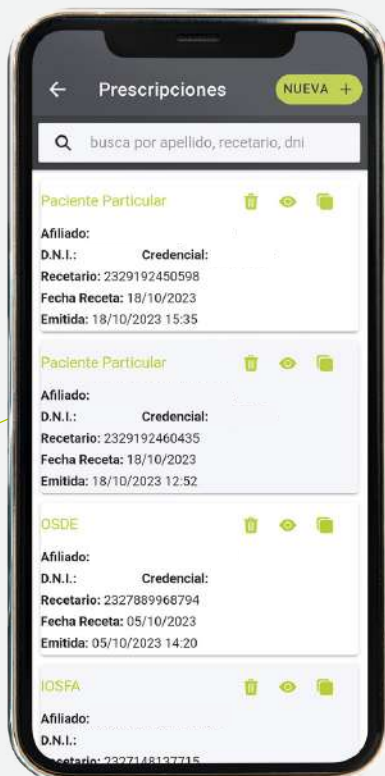 Prescripciones
NUEVA +
busca por apellido, recetario, dni
Paciente Particular
Afiliado:
D.N.I.: Credencial:
Recetario: 2329192450598
Fecha Receta: 18/10/2023
Emitida: 18/10/2023 15:35
Paciente Particular
Afiliado:
D.N.I.: Credencial:
Recetario: 2329192460435
Fecha Receta: 18/10/2023
Emitida: 18/10/2023 12:52
OSDE
Afiliado:
D.N.I.: Credencial:
Recetario: 2327889968794
Fecha Receta: 05/10/2023
Emitida: 05/10/2023 14:20
IOSFA
Afiliado:
D.N.I.:
Recetario: 2327148137715